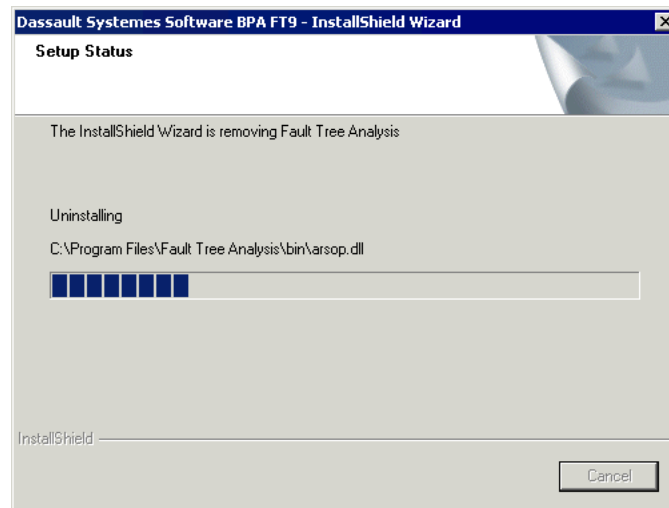 Dassault Systemes Software BPA FT9 - InstallShield Wizard
Setup Status
The InstallShield Wizard is removing Fault Tree Analysis
Uninstalling
C:\Program Files\Fault Tree Analysis\bin\arsop.dll
InstallShield
Cancel